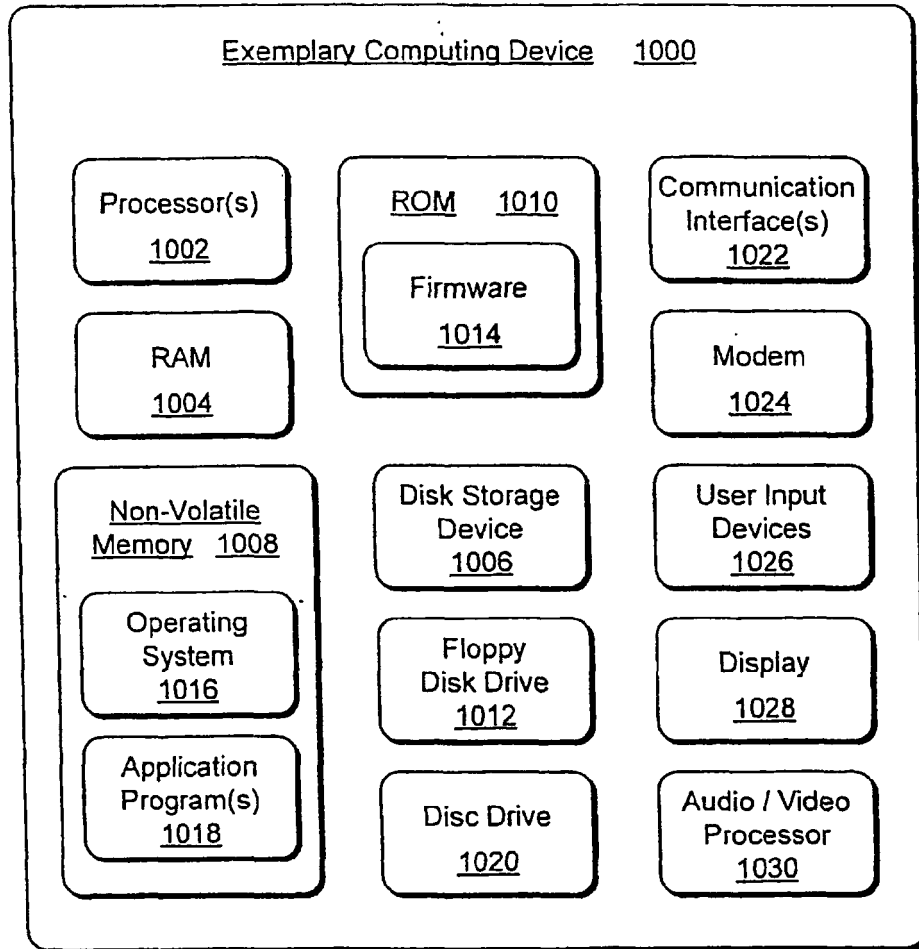 Exemplary Computing Device 1000
Processor(s)
1002
RAM
1004
Non-Volatile
Memory 1008
Operating
System
1016
Application
Program(s)
1018
ROM 1010
Firmware
1014
Disk Storage
Device
1006
Floppy
Disk Drive
1012
Disc Drive
1020
Communication
Interface(s)
1022
Modem
1024
User Input
Devices
1026
Display
1028
Audio / Video
Processor
1030